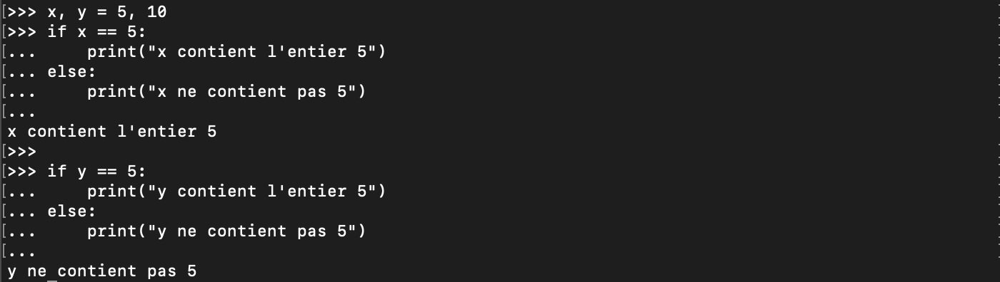 [>>> x, y = 5, 10
[>>> if x == 5:
[...     print("x contient l'entier 5")
[... else:
[...     print("x ne contient pas 5")
[...
x contient l'entier 5
[>>>
[>>> if y == 5:
[...     print("y contient l'entier 5")
[... else:
[...     print("y ne contient pas 5")
[...
y ne contient pas 5